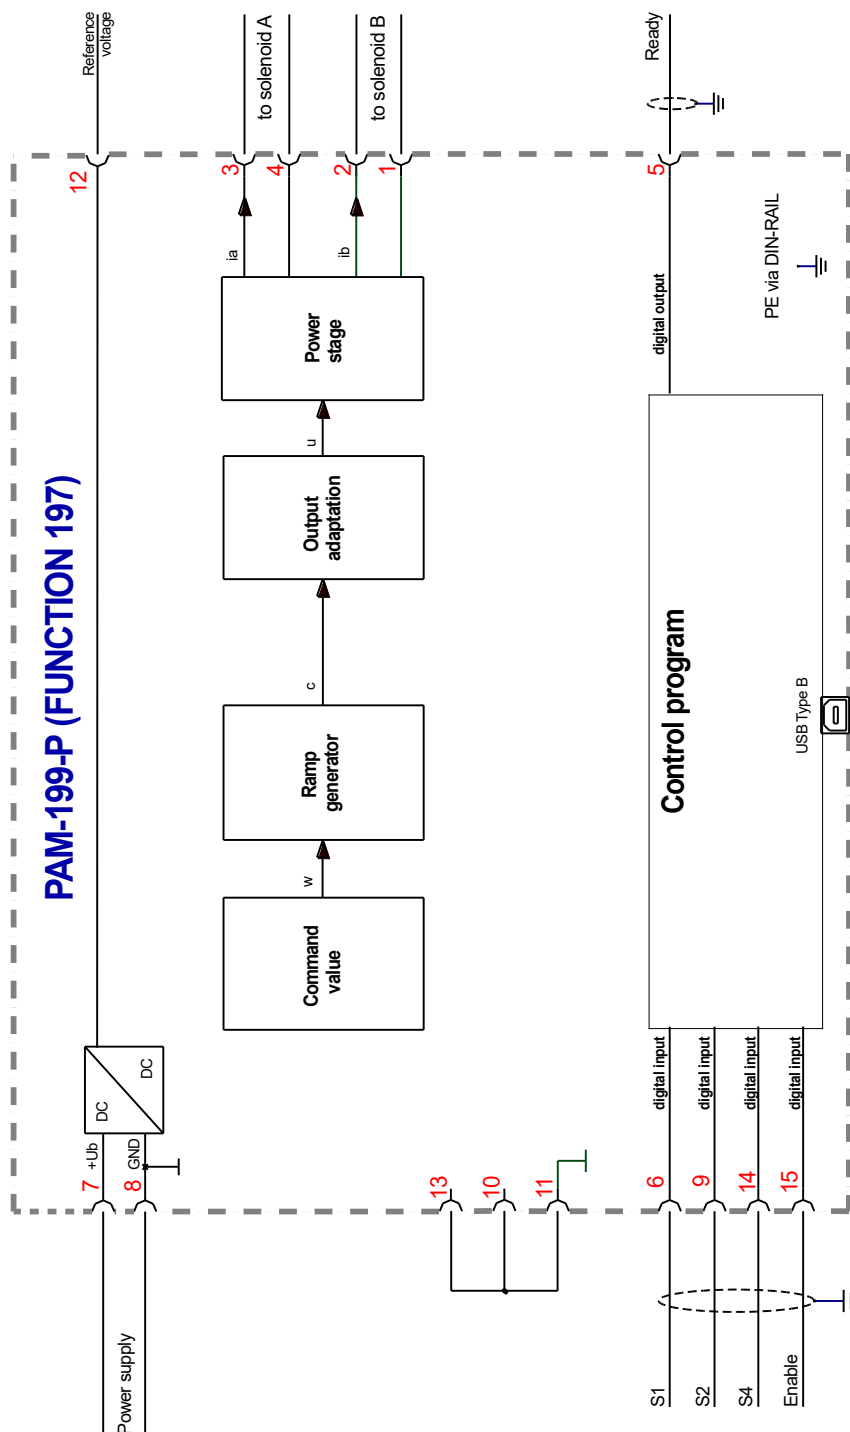 PAM-199-P (FUNCTION 197)
Power supply
7
+Ub
8
GND
DC
DC
12
Reference
voltage
Command
value
w
Ramp
generator
c
Output
adaptation
u
Power
stage
ia
3
4
to solenoid A
ib
2
1
to solenoid B
13
10
11
S1
6
digital input
S2
9
digital input
S4
14
digital input
Enable
15
digital input
Control program
USB Type B
digital output
5
Ready
PE via DIN-RAIL